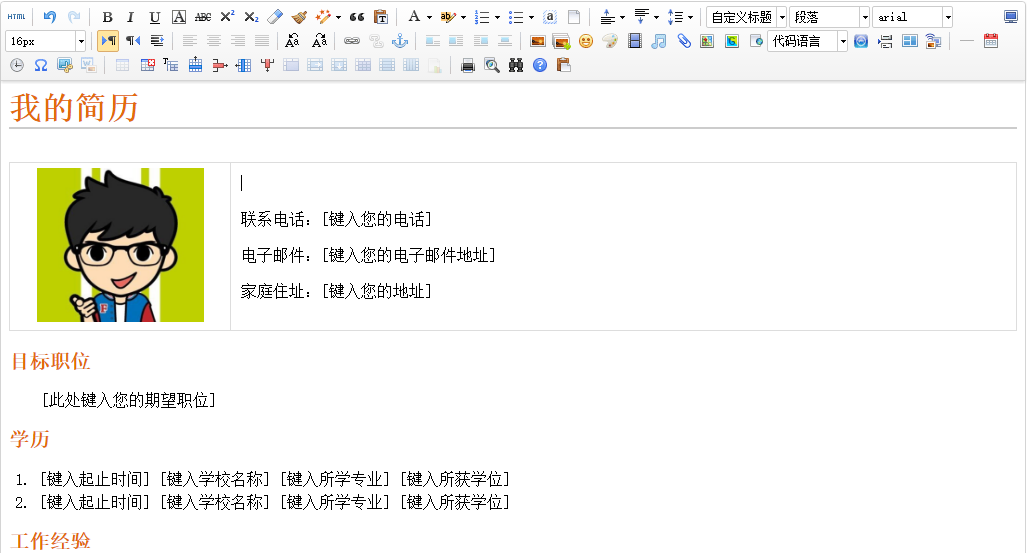 HTML B I U A ABC X² X₂ A ab a 自定义标题 段落 arial
16px 代码语言
我的简历
联系电话：[键入您的电话]
电子邮件：[键入您的电子邮件地址]
家庭住址：[键入您的地址]
目标职位
[此处键入您的期望职位]
学历
1. [键入起止时间] [键入学校名称] [键入所学专业] [键入所获学位]
2. [键入起止时间] [键入学校名称] [键入所学专业] [键入所获学位]
工作经验